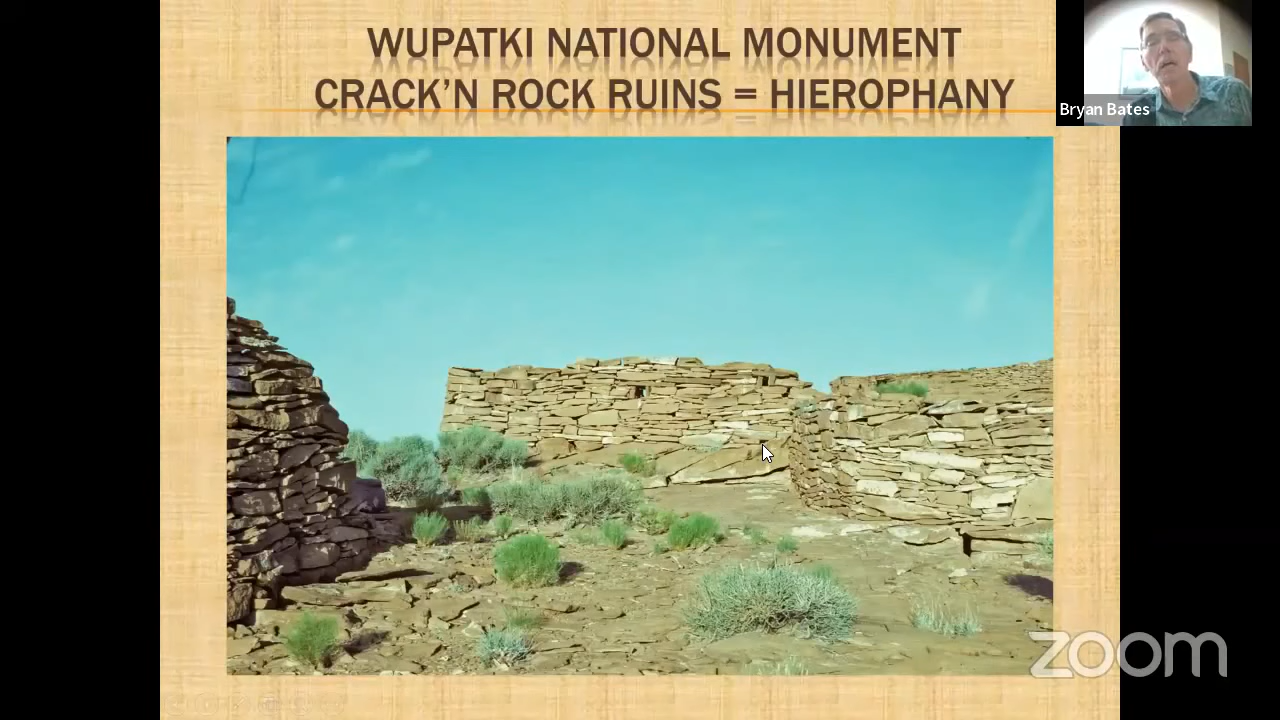 WUPATKI NATIONAL MONUMENT
CRACK’N ROCK RUINS = HIEROPHANY
Bryan Bates
zoom